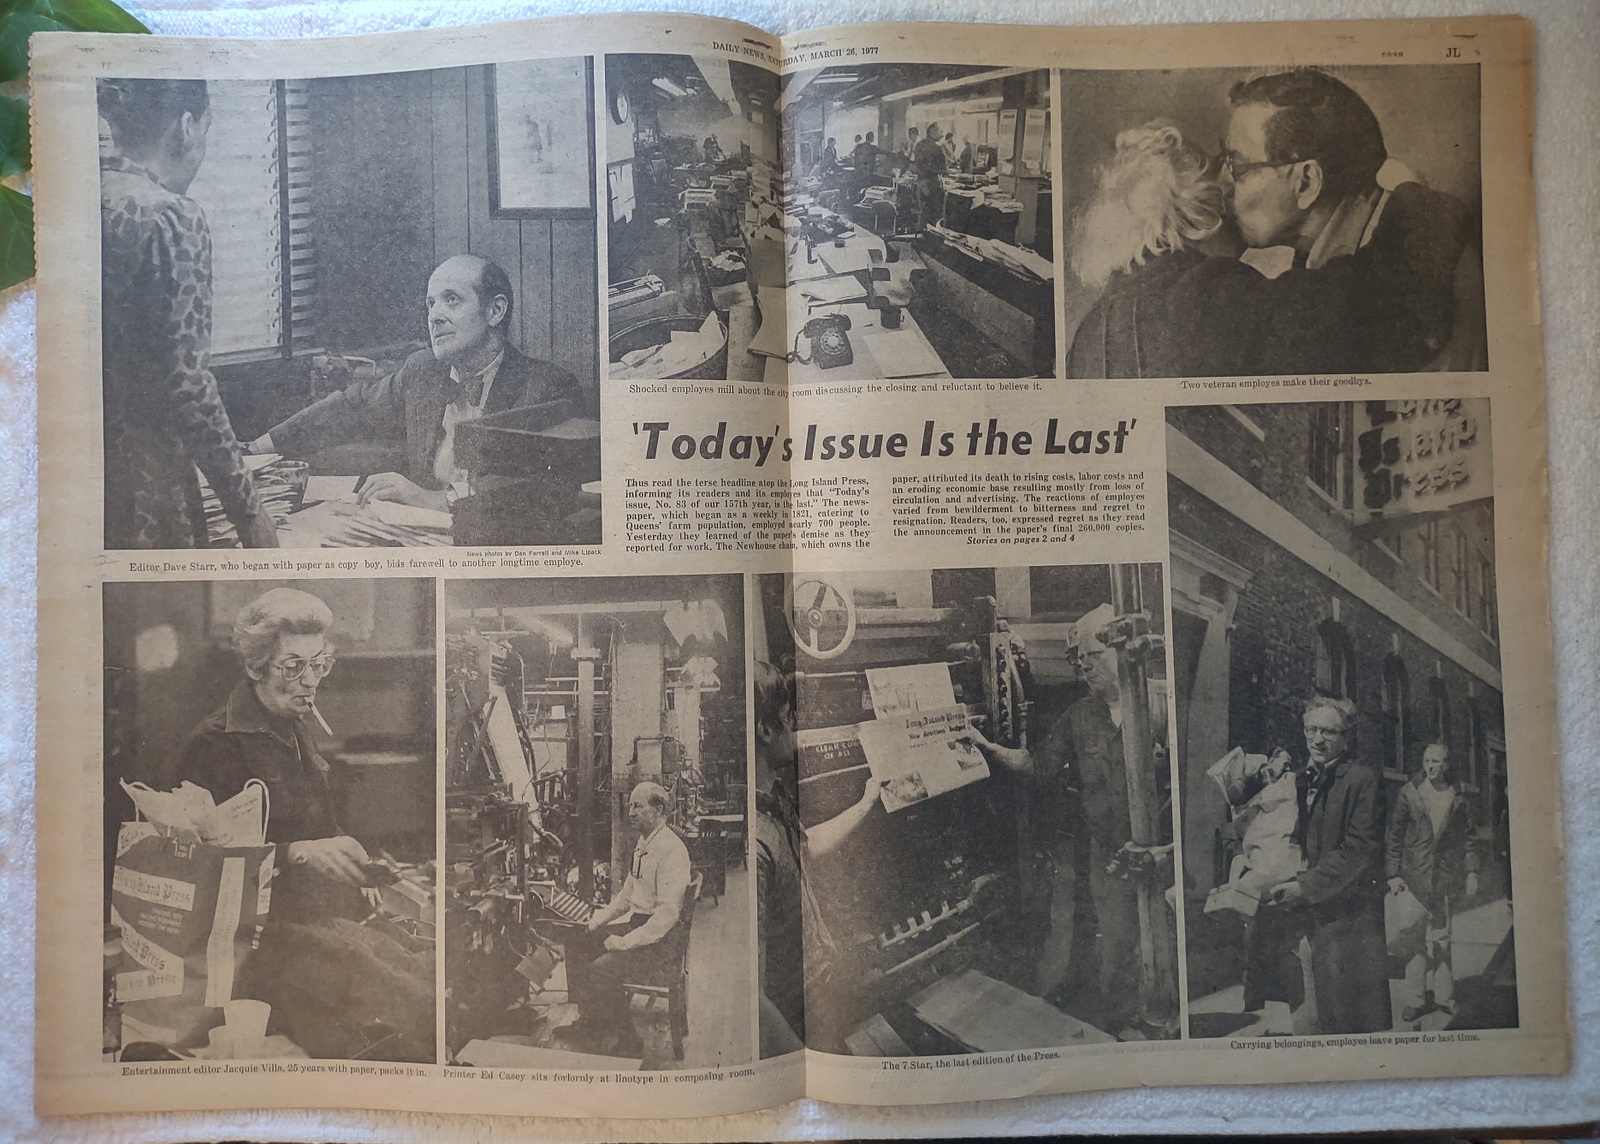 DAILY NEWS, SATURDAY, MARCH 26, 1977
JL
Shocked employes mill about the city room discussing the closing and reluctant to believe it.
Two veteran employes make their goodbys.
'Today's Issue Is the Last'
Thus read the terse headline atop the Long Island Press,
informing its readers and its employes that "Today's
issue, No. 83 of our 157th year, is the last." The news-
paper, which began as a weekly in 1821, catering to
Queens' farm population, employed nearly 700 people.
Yesterday they learned of the paper's demise as they
reported for work. The Newhouse chain, which owns the
paper, attributed its death to rising costs, labor costs and
an eroding economic base resulting mostly from loss of
circulation and advertising. The reactions of employes
varied from bewilderment to bitterness and regret to
resignation. Readers, too, expressed regret as they read
the announcement in the paper's final 260,000 copies.
Stories on pages 2 and 4
News photos by Dan Farrell and Mike Lipack
Editor Dave Starr, who began with paper as copy boy, bids farewell to another longtime employe.
Long Island Press
New
budget
CLEAR
OF ALL
Island Press
Press
Entertainment editor Jacquie Villa, 25 years with paper, packs it in.
Printer Ed Casey sits forlornly at linotype in composing room.
The 7 Star, the last edition of the Press.
Carrying belongings, employes leave paper for last time.